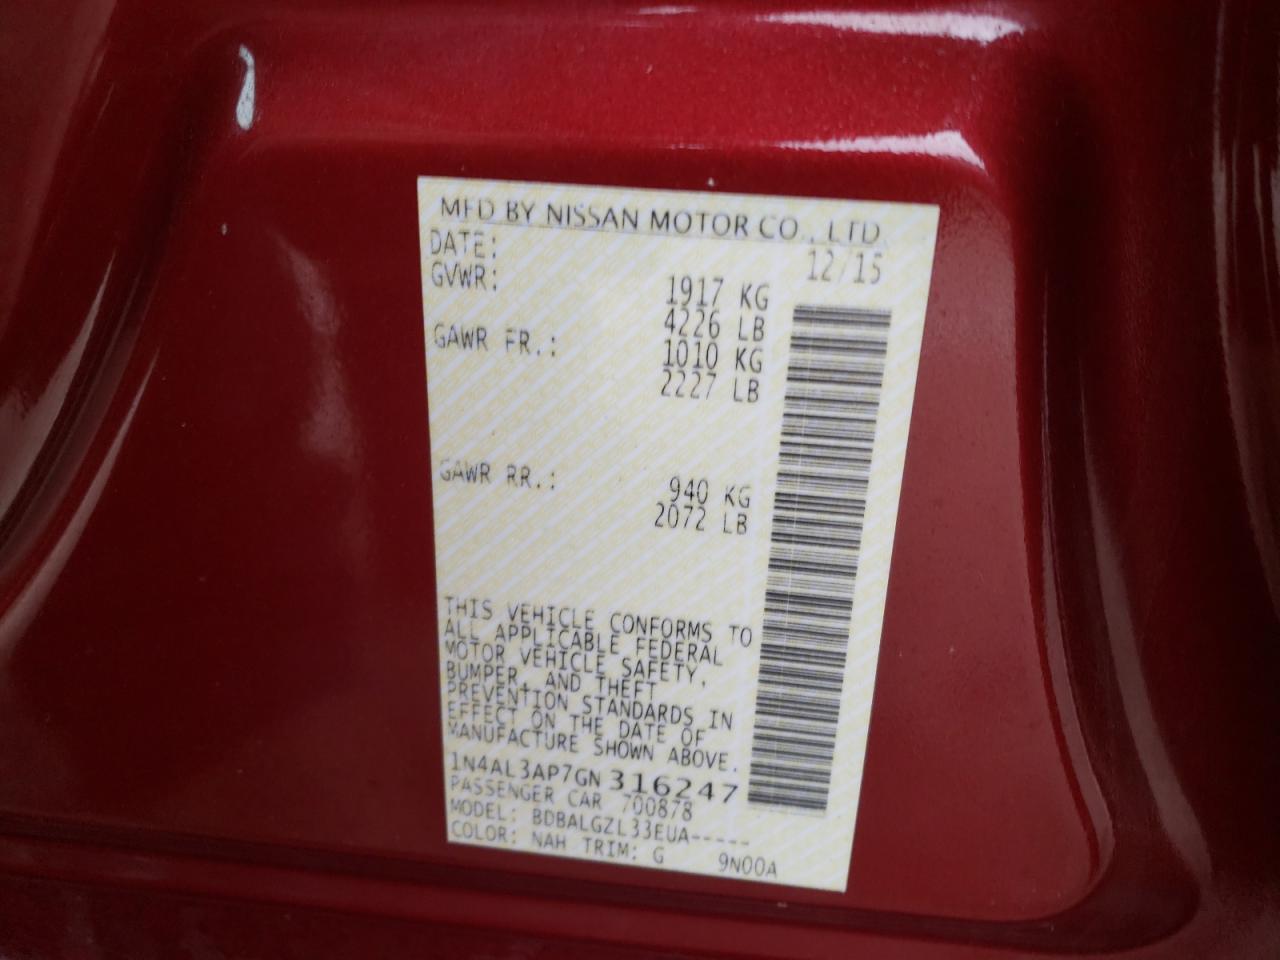 MFD BY NISSAN MOTOR CO., LTD.
DATE: 12/15
GVWR: 1917 KG
4226 LB
GAWR FR.: 1010 KG
2227 LB
GAWR RR.: 940 KG
2072 LB
THIS VEHICLE CONFORMS TO
ALL APPLICABLE FEDERAL
MOTOR VEHICLE SAFETY,
BUMPER, AND THEFT
PREVENTION STANDARDS IN
EFFECT ON THE DATE OF
MANUFACTURE SHOWN ABOVE.
1N4AL3AP7GN316247
PASSENGER CAR 700878
MODEL: BDBALGZL33EUA-----
COLOR: NAH TRIM: G 9N00A